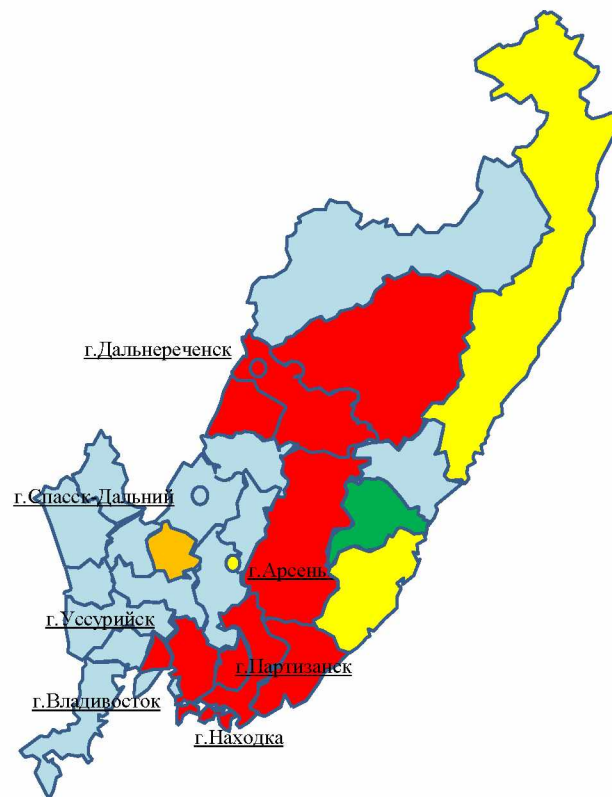 г.Дальнереченск
г.Спасск-Дальний
г.Арсень
г.Уссурийск
г.Партизанск
г.Владивосток
г.Находка